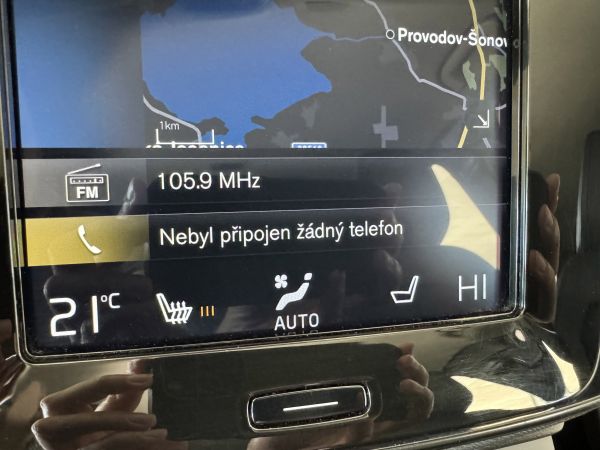 Provodov-Šonov
1km
FM
105.9 MHz
Nebyl připojen žádný telefon
21°C
AUTO
HI